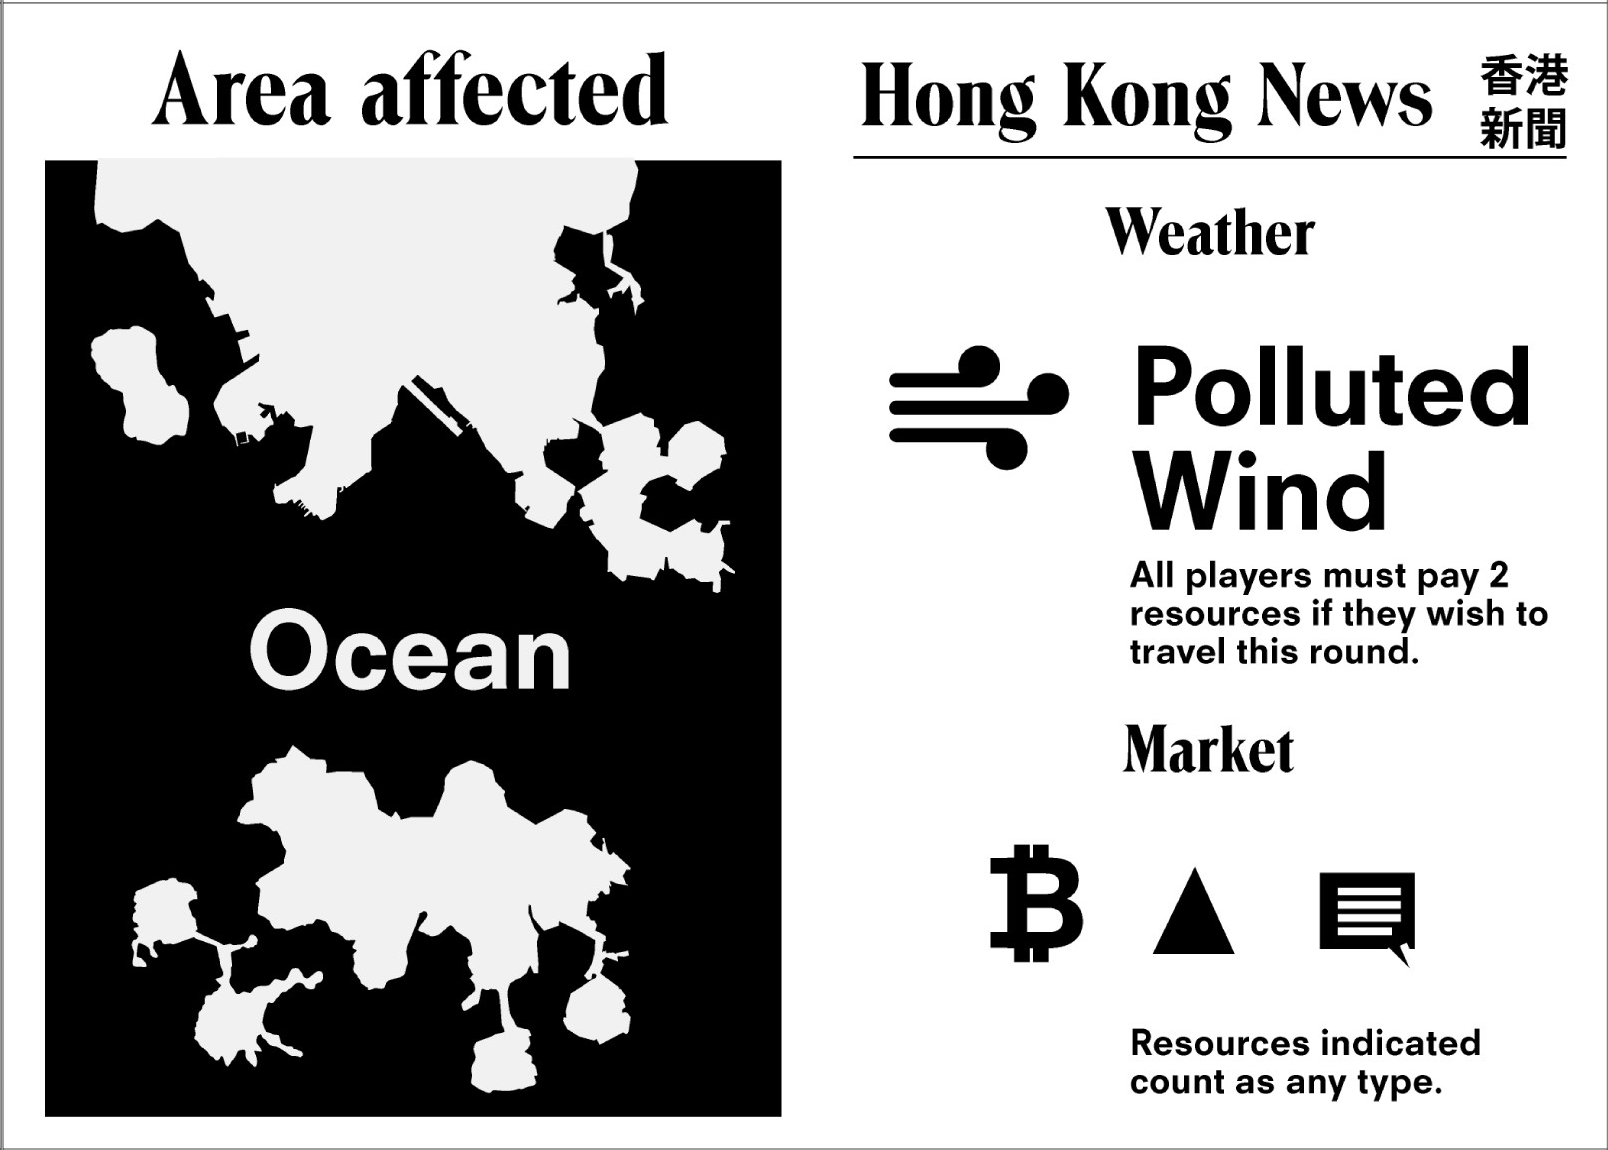 Area affected
Ocean
Hong Kong News
香港
新聞
Weather
Polluted
Wind
All players must pay 2
resources if they wish to
travel this round.
Market
Resources indicated
count as any type.